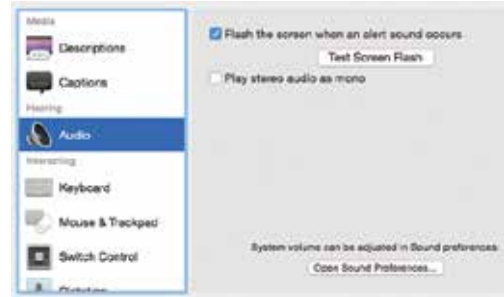 Media
Descriptions
Captions
Hearing
Audio
Interacting
Keyboard
Mouse & Trackpad
Switch Control
Dictation
Flash the screen when an alert sound occurs
Test Screen Flash
Play stereo audio as mono
System volume can be adjusted in Sound preferences.
Open Sound Preferences...